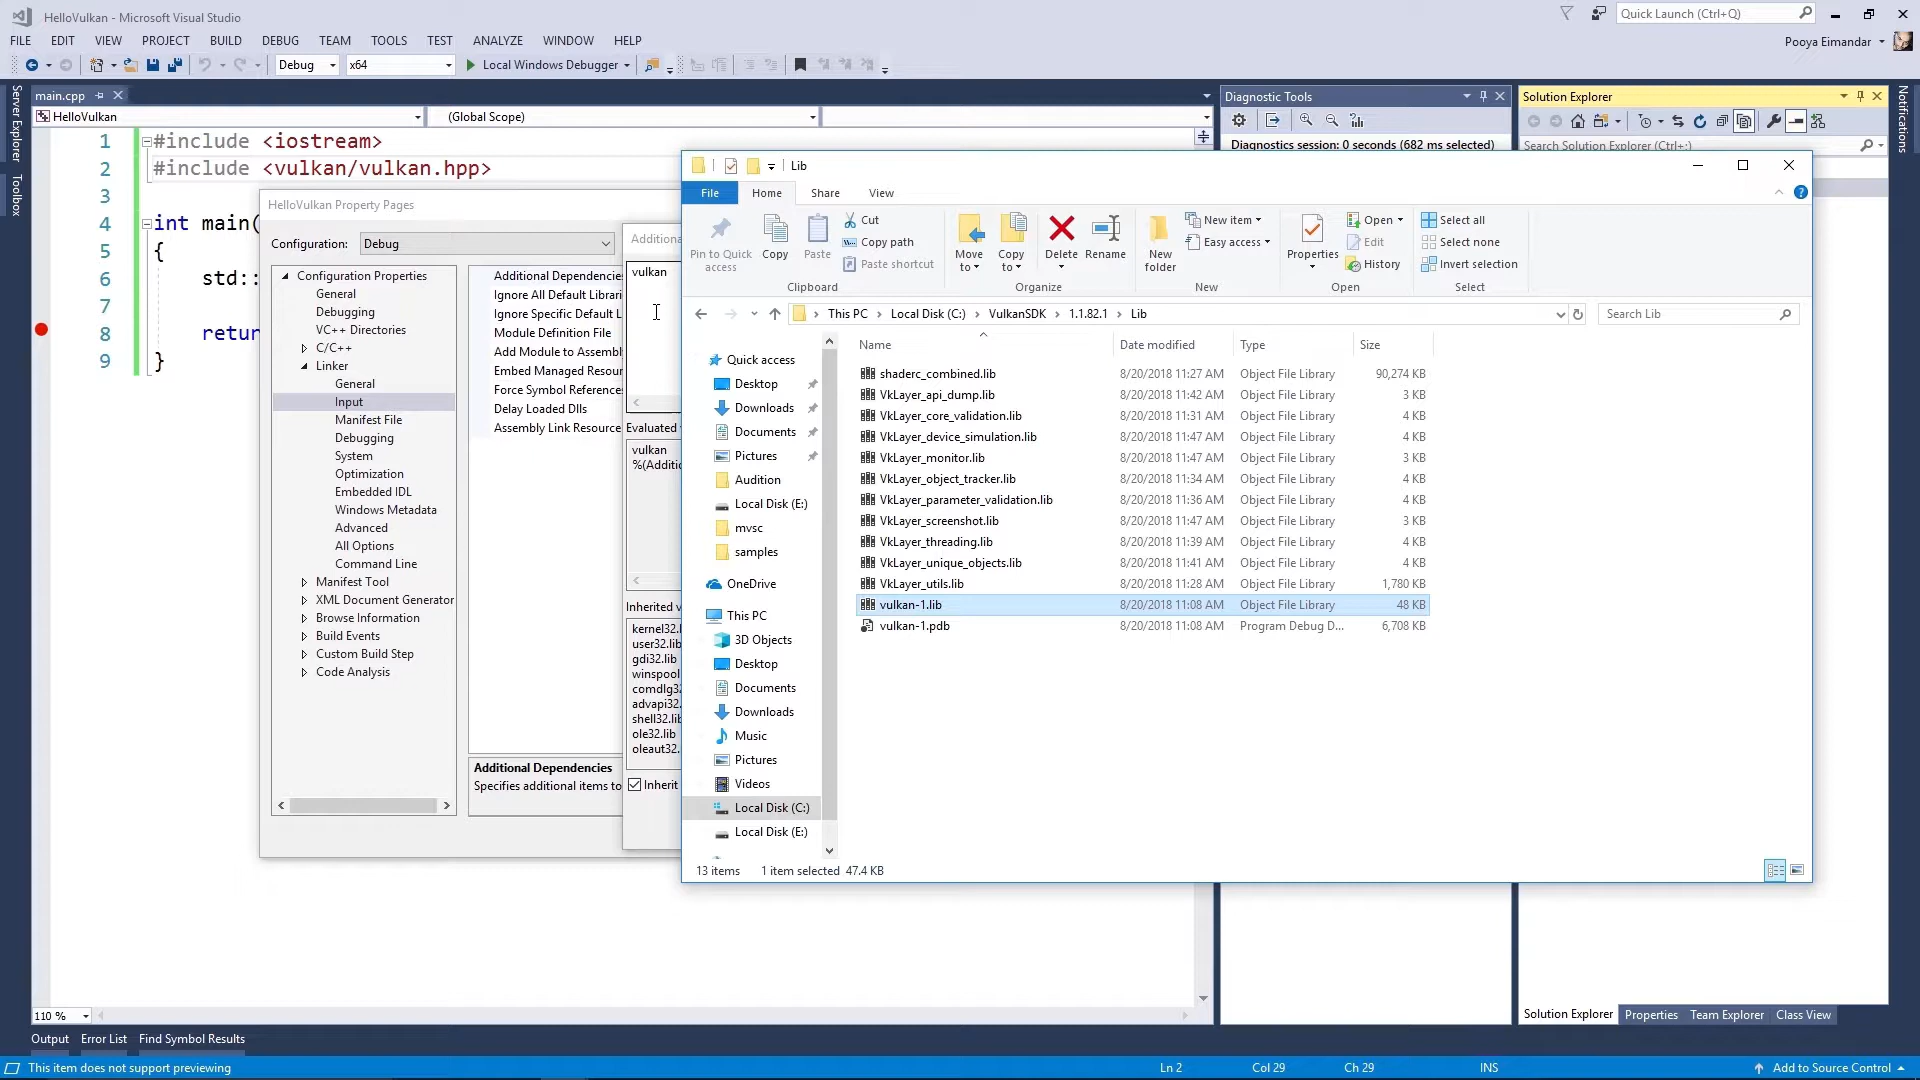 HelloVulkan - Microsoft Visual Studio
Quick Launch (Ctrl+Q)
FILE EDIT VIEW PROJECT BUILD DEBUG TEAM TOOLS TEST ANALYZE WINDOW HELP
Pooya Eimandar
Debug x64 Local Windows Debugger
Server Explorer
Toolbox
main.cpp
HelloVulkan (Global Scope)
1 #include <iostream>
2 #include <vulkan/vulkan.hpp>
3
4 int main(
5 {
6 std::
7
8 retur
9 }
Diagnostic Tools
Diagnostics session: 0 seconds (682 ms selected)
Solution Explorer
Search Solution Explorer (Ctrl+;)
Notifications
HelloVulkan Property Pages
Configuration: Debug
Configuration Properties
General
Debugging
VC++ Directories
C/C++
Linker
General
Input
Manifest File
Debugging
System
Optimization
Embedded IDL
Windows Metadata
Advanced
All Options
Command Line
Manifest Tool
XML Document Generator
Browse Information
Build Events
Custom Build Step
Code Analysis
Additional Dependencie
Ignore All Default Librari
Ignore Specific Default L
Module Definition File
Add Module to Assembl
Embed Managed Resour
Force Symbol Reference
Delay Loaded Dlls
Assembly Link Resource
Additional Dependencies
Specifies additional items to
Additiona
vulkan
Evaluated
vulkan
%(Additio
Inherited v
kernel32.l
user32.lib
gdi32.lib
winspool
comdlg3
advapi32.
shell32.lib
ole32.lib
oleaut32.
Inherit
Lib
File Home Share View
Pin to Quick access
Copy
Paste
Cut
Copy path
Paste shortcut
Clipboard
Move to
Copy to
Delete
Rename
Organize
New folder
New item
Easy access
New
Properties
Open
Edit
History
Open
Select all
Select none
Invert selection
Select
This PC Local Disk (C:) VulkanSDK 1.1.82.1 Lib
Search Lib
Quick access
Desktop
Downloads
Documents
Pictures
Audition
Local Disk (E:)
mvsc
samples
OneDrive
This PC
3D Objects
Desktop
Documents
Downloads
Music
Pictures
Videos
Local Disk (C:)
Local Disk (E:)
Name Date modified Type Size
shaderc_combined.lib 8/20/2018 11:27 AM Object File Library 90,274 KB
VkLayer_api_dump.lib 8/20/2018 11:42 AM Object File Library 3 KB
VkLayer_core_validation.lib 8/20/2018 11:31 AM Object File Library 4 KB
VkLayer_device_simulation.lib 8/20/2018 11:47 AM Object File Library 4 KB
VkLayer_monitor.lib 8/20/2018 11:47 AM Object File Library 3 KB
VkLayer_object_tracker.lib 8/20/2018 11:34 AM Object File Library 4 KB
VkLayer_parameter_validation.lib 8/20/2018 11:36 AM Object File Library 4 KB
VkLayer_screenshot.lib 8/20/2018 11:47 AM Object File Library 3 KB
VkLayer_threading.lib 8/20/2018 11:39 AM Object File Library 4 KB
VkLayer_unique_objects.lib 8/20/2018 11:41 AM Object File Library 4 KB
VkLayer_utils.lib 8/20/2018 11:28 AM Object File Library 1,780 KB
vulkan-1.lib 8/20/2018 11:08 AM Object File Library 48 KB
vulkan-1.pdb 8/20/2018 11:08 AM Program Debug D... 6,708 KB
13 items 1 item selected 47.4 KB
110 %
Solution Explorer Properties Team Explorer Class View
Output Error List Find Symbol Results
This item does not support previewing Ln 2 Col 29 Ch 29 INS Add to Source Control